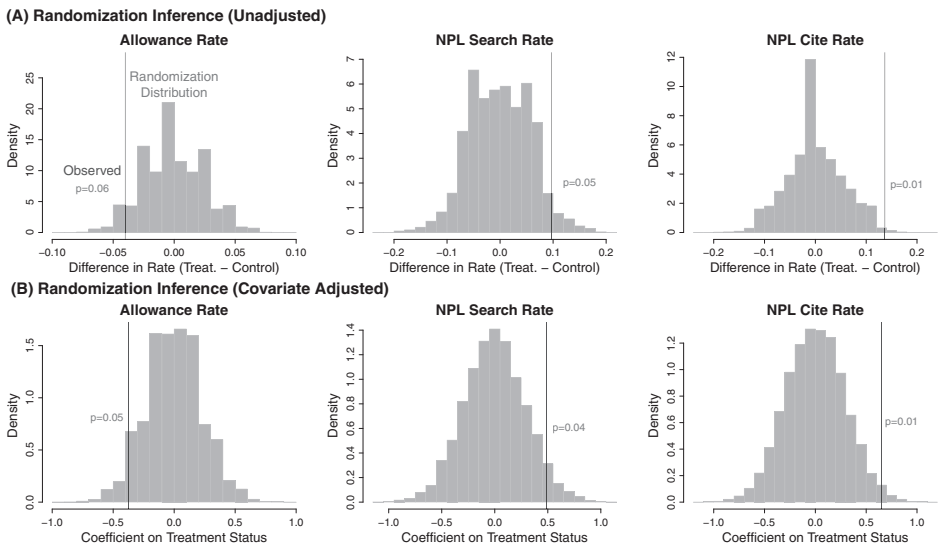 (A) Randomization Inference (Unadjusted)
Allowance Rate
NPL Search Rate
NPL Cite Rate
Density
0 5 10 15 20 25
Randomization
Distribution
Observed
p=0.06
−0.10 −0.05 0.00 0.05 0.10
Difference in Rate (Treat. − Control)
Density
0 1 2 3 4 5 6 7
p=0.05
−0.2 −0.1 0.0 0.1 0.2
Difference in Rate (Treat. − Control)
Density
0 2 4 6 8 10 12
p=0.01
−0.2 −0.1 0.0 0.1 0.2
Difference in Rate (Treat. − Control)
(B) Randomization Inference (Covariate Adjusted)
Allowance Rate
NPL Search Rate
NPL Cite Rate
Density
0.0 0.5 1.0 1.5
p=0.05
−1.0 −0.5 0.0 0.5 1.0
Coefficient on Treatment Status
Density
0.0 0.2 0.4 0.6 0.8 1.0 1.2 1.4
p=0.04
−1.0 −0.5 0.0 0.5 1.0
Coefficient on Treatment Status
Density
0.0 0.2 0.4 0.6 0.8 1.0 1.2
p=0.01
−1.0 −0.5 0.0 0.5 1.0
Coefficient on Treatment Status